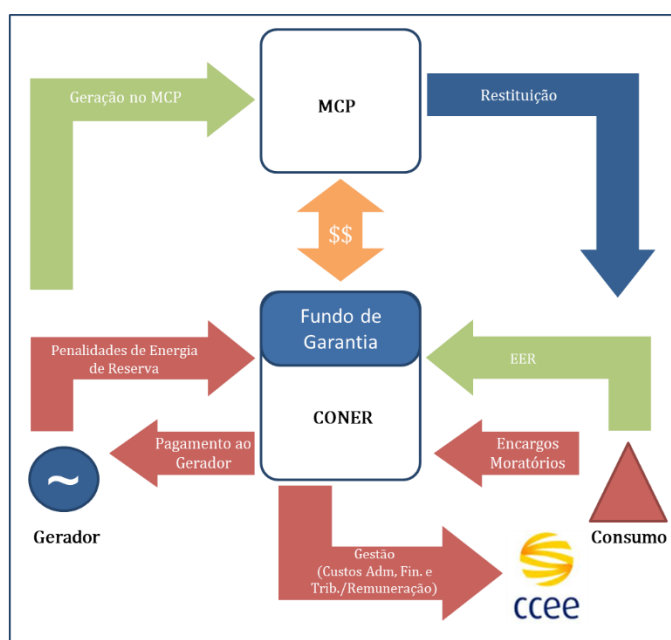 Geração no MCP
MCP
Restituição
$$
Fundo de
Garantia
Penalidades de Energia
de Reserva
EER
CONER
Pagamento ao
Gerador
Encargos
Moratórios
~
Gerador
Consumo
Gestão
(Custos Adm, Fin. e
Trib./Remuneração)
ccee